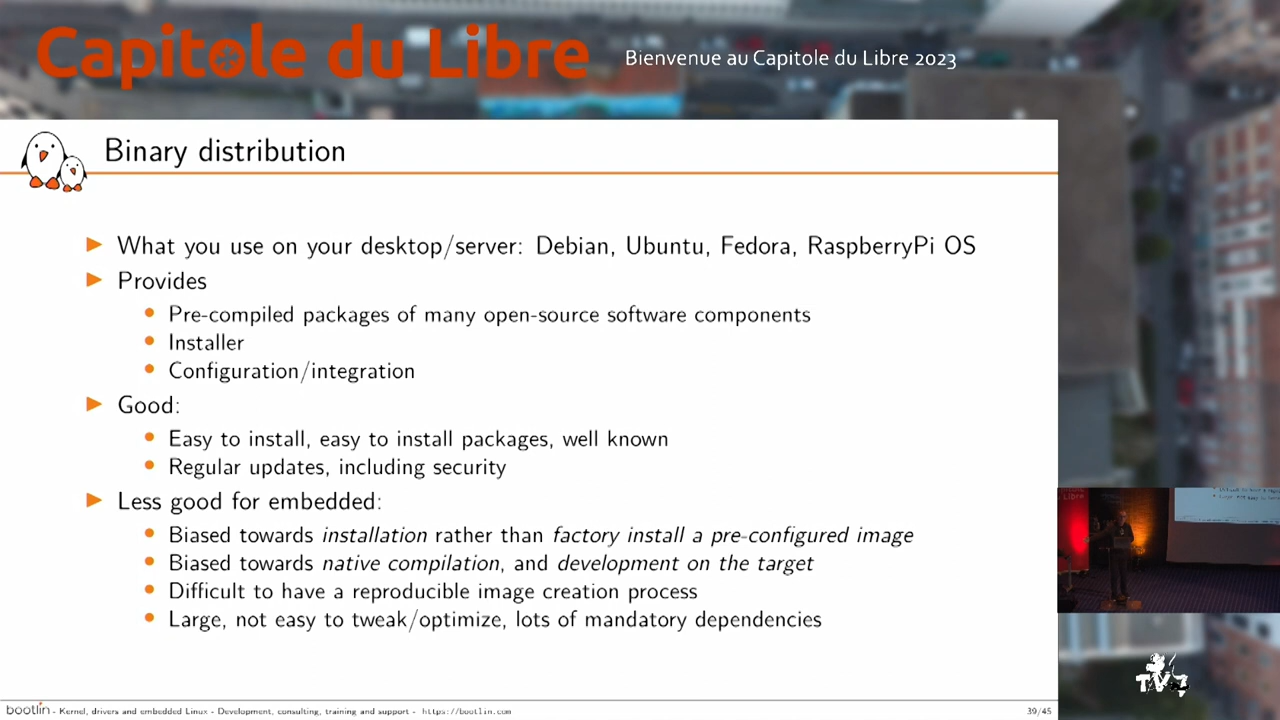 Capitole du Libre
Bienvenue au Capitole du Libre 2023
Binary distribution
What you use on your desktop/server: Debian, Ubuntu, Fedora, RaspberryPi OS
Provides
Pre-compiled packages of many open-source software components
Installer
Configuration/integration
Good:
Easy to install, easy to install packages, well known
Regular updates, including security
Less good for embedded:
Biased towards installation rather than factory install a pre-configured image
Biased towards native compilation, and development on the target
Difficult to have a reproducible image creation process
Large, not easy to tweak/optimize, lots of mandatory dependencies
bootlin - Kernel, drivers and embedded Linux - Development, consulting, training and support - https://bootlin.com
39/45